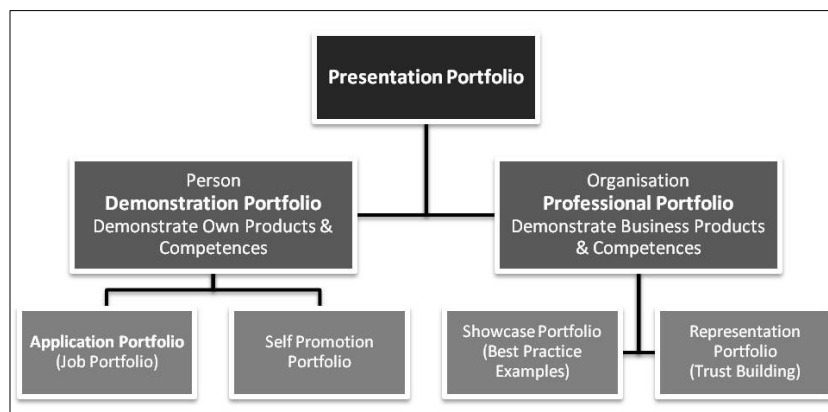 Presentation Portfolio
Person
Demonstration Portfolio
Demonstrate Own Products &
Competences
Organisation
Professional Portfolio
Demonstrate Business Products
& Competences
Application Portfolio
(Job Portfolio)
Self Promotion
Portfolio
Showcase Portfolio
(Best Practice
Examples)
Representation
Portfolio
(Trust Building)